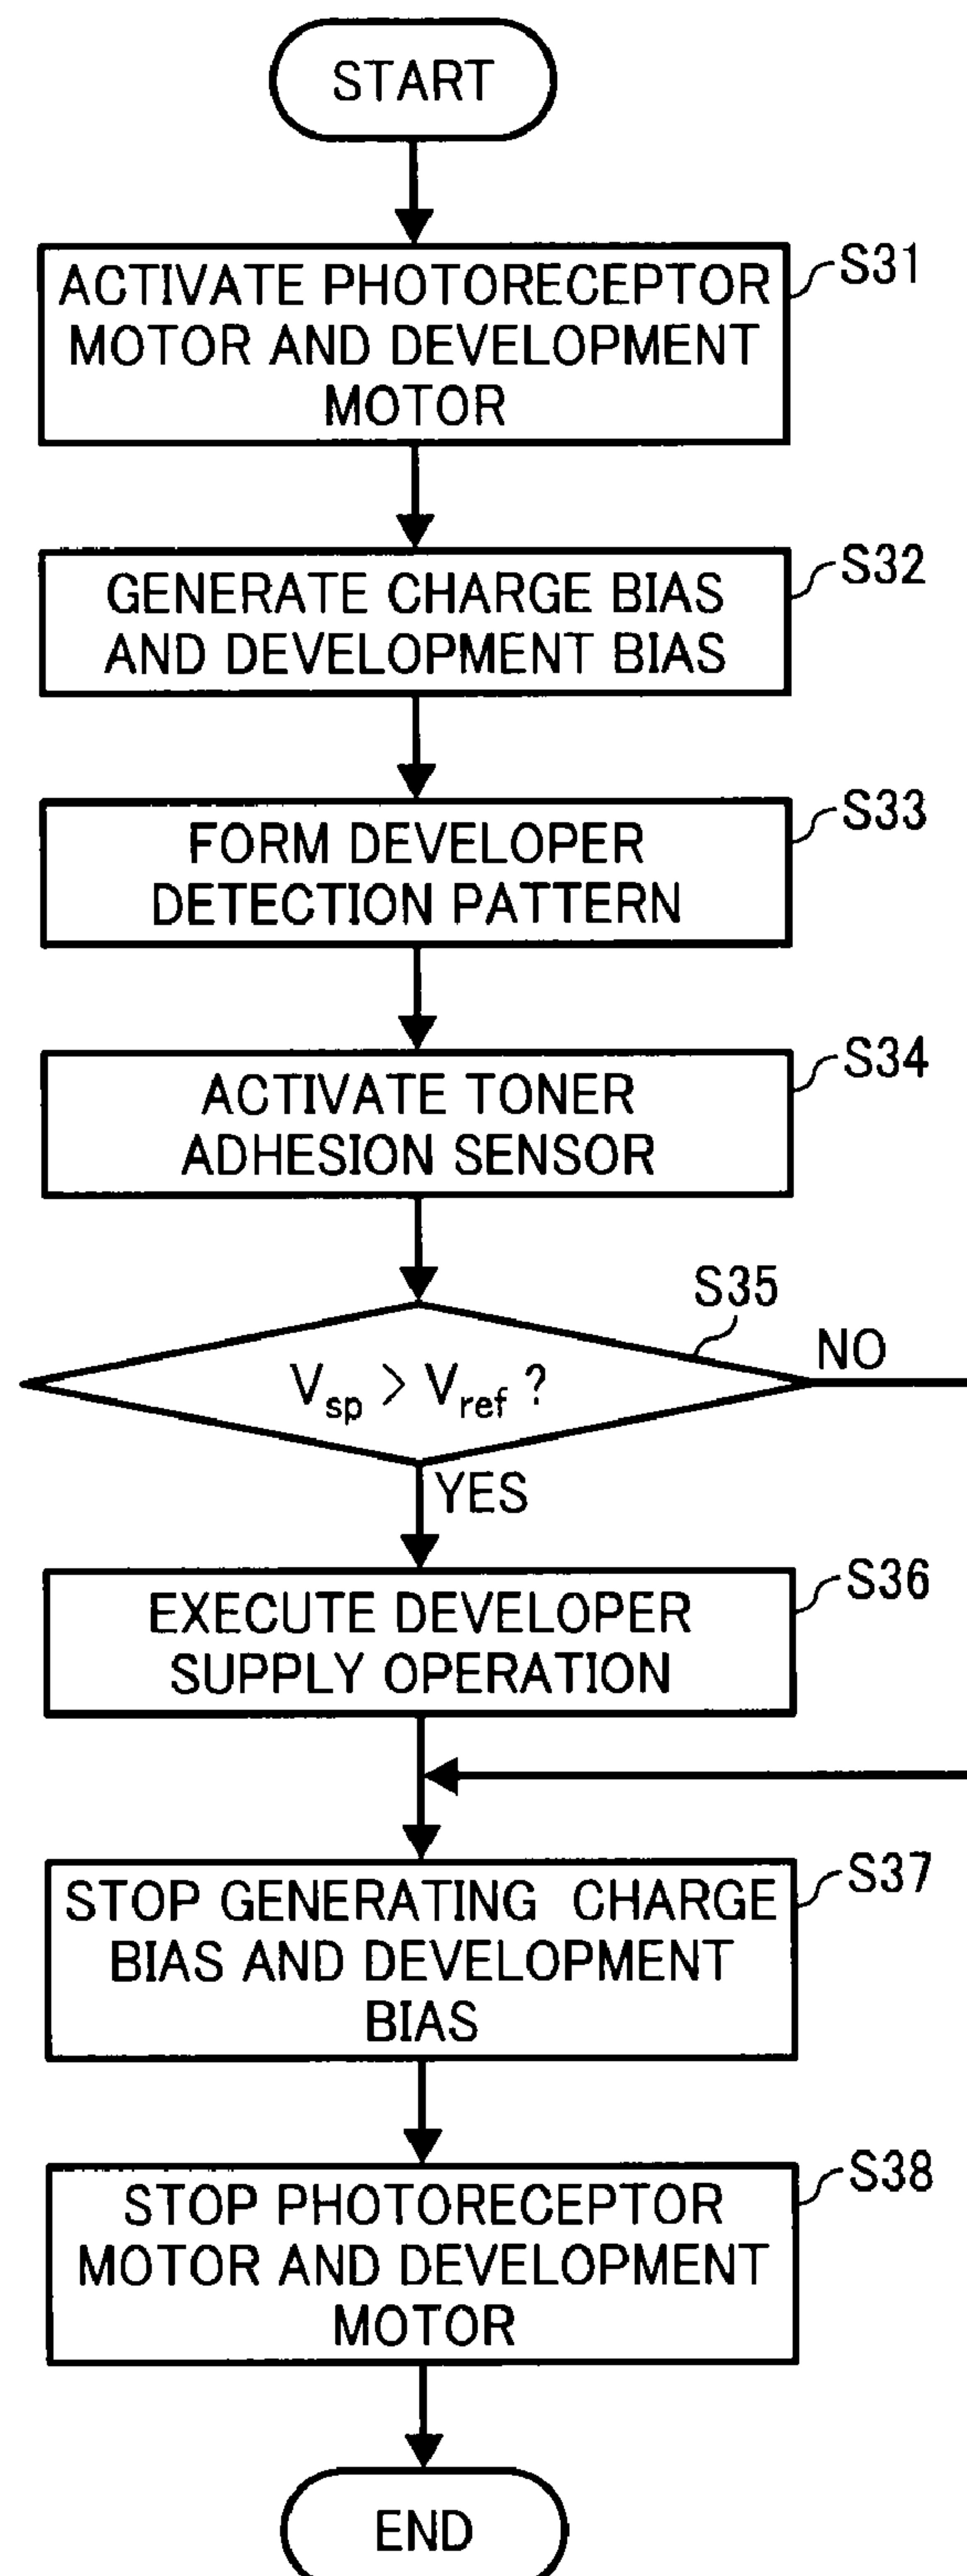 START
S31
ACTIVATE PHOTORECEPTOR
MOTOR AND DEVELOPMENT
MOTOR
S32
GENERATE CHARGE BIAS
AND DEVELOPMENT BIAS
S33
FORM DEVELOPER
DETECTION PATTERN
S34
ACTIVATE TONER
ADHESION SENSOR
S35
NO
Vsp > Vref ?
YES
S36
EXECUTE DEVELOPER
SUPPLY OPERATION
S37
STOP GENERATING CHARGE
BIAS AND DEVELOPMENT
BIAS
S38
STOP PHOTORECEPTOR
MOTOR AND DEVELOPMENT
MOTOR
END